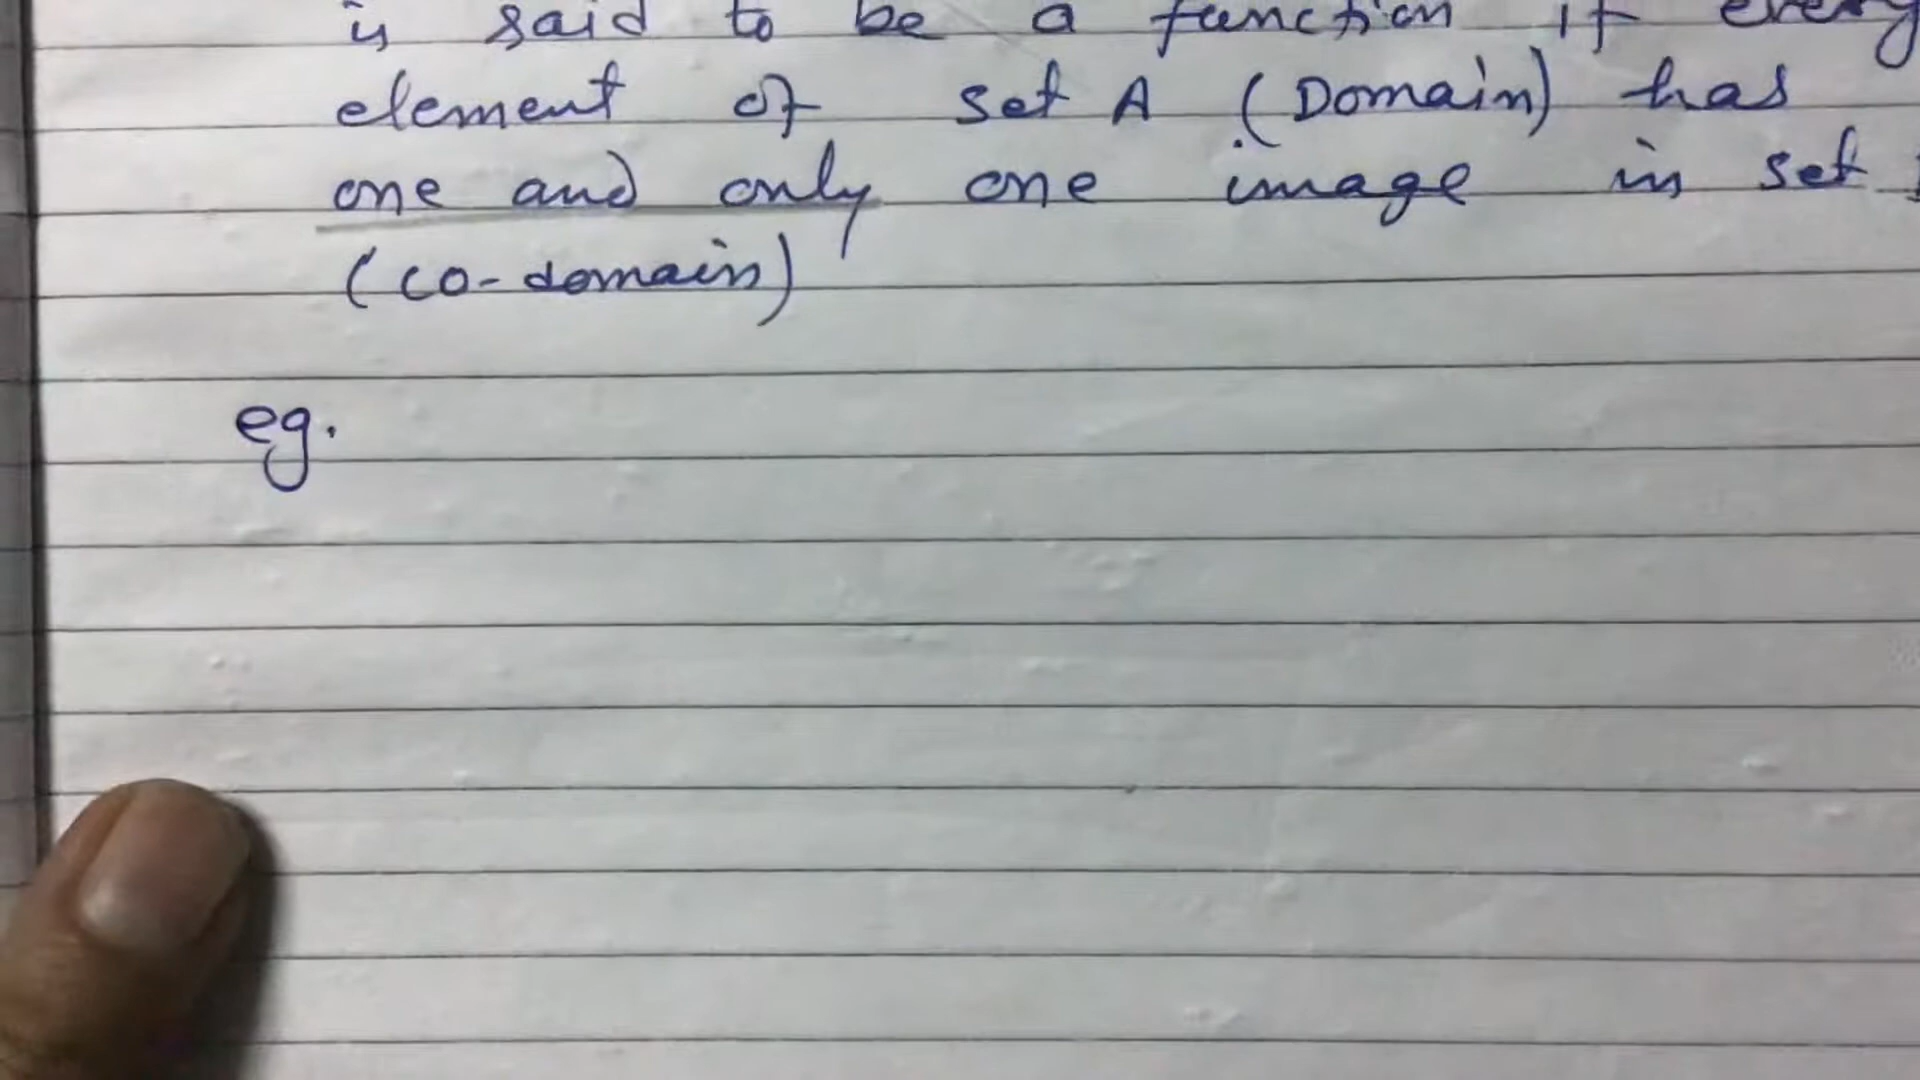 is said to be a function if every
element of set A (Domain) has
one and only one image in set
(co-domain)
eg.